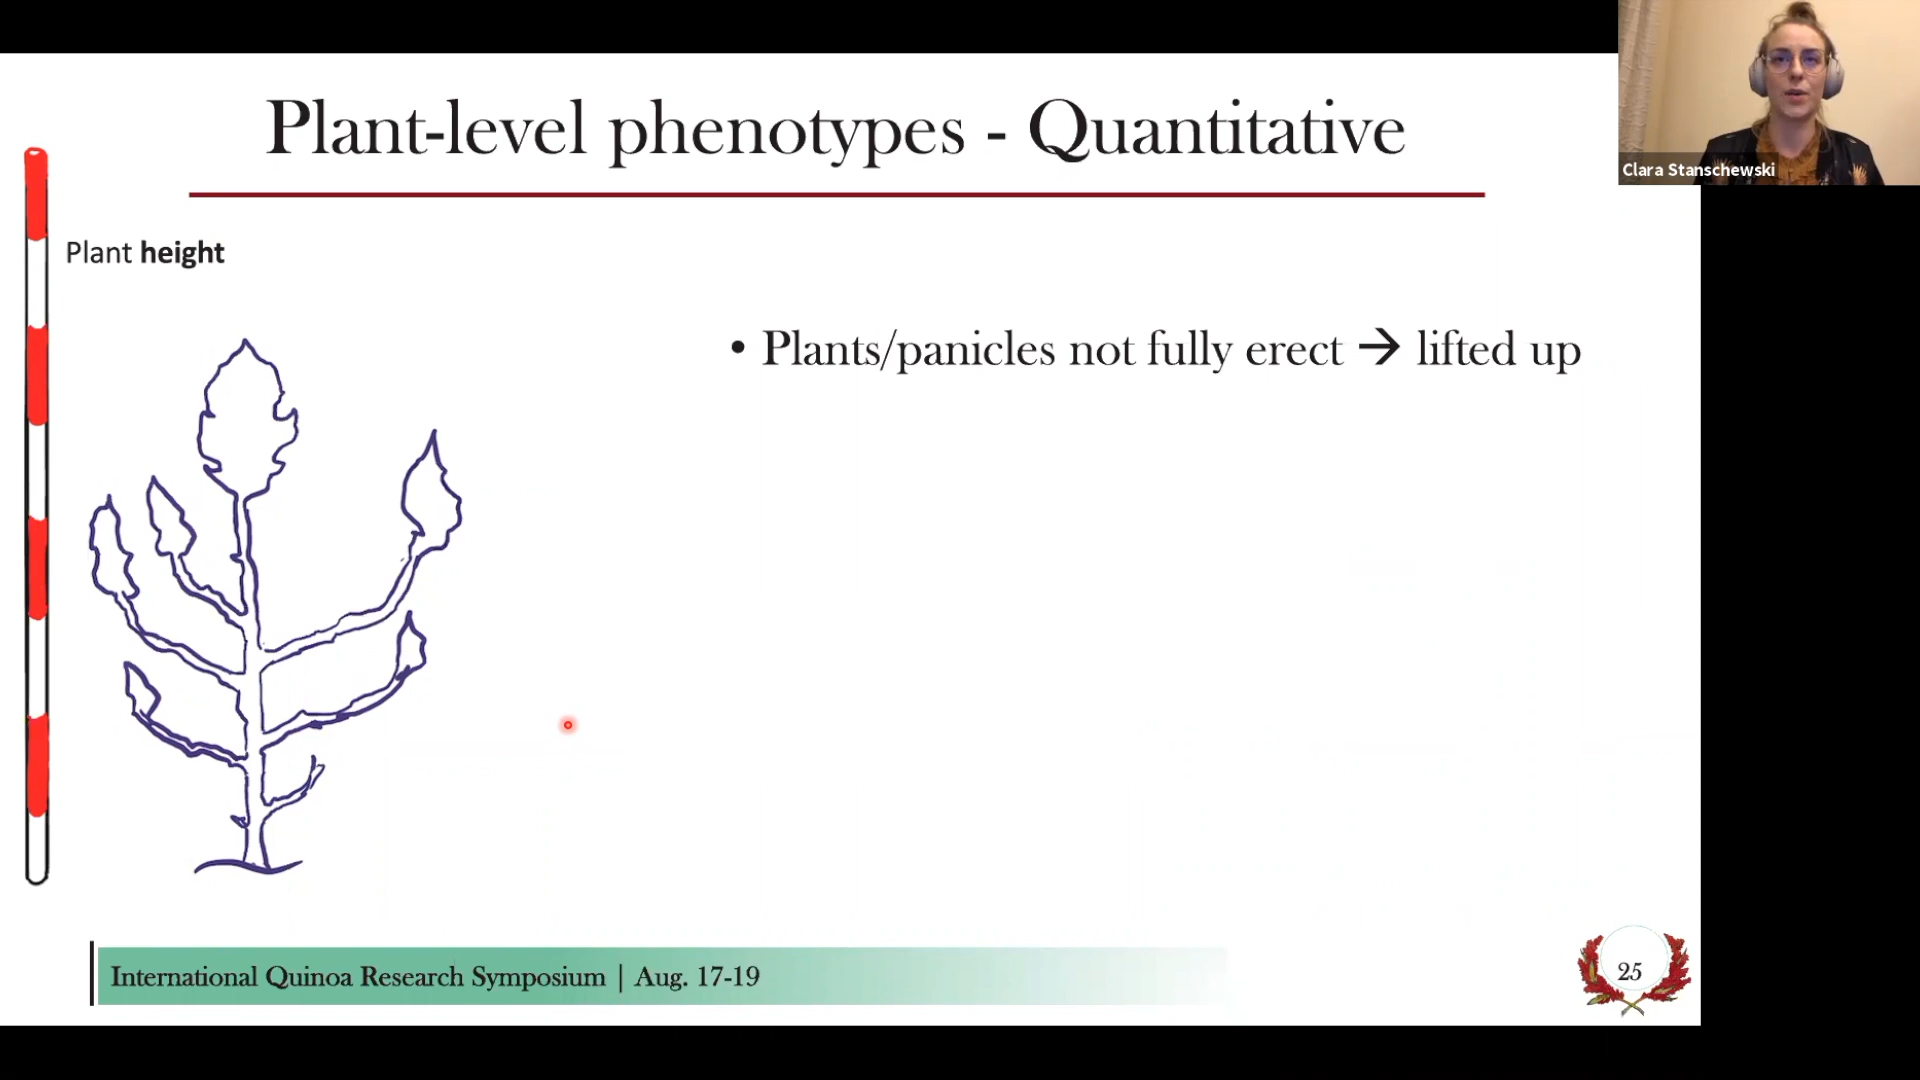 Plant-level phenotypes - Quantitative
Clara Stanschewski
Plant height
• Plants/panicles not fully erect → lifted up
International Quinoa Research Symposium | Aug. 17-19
25